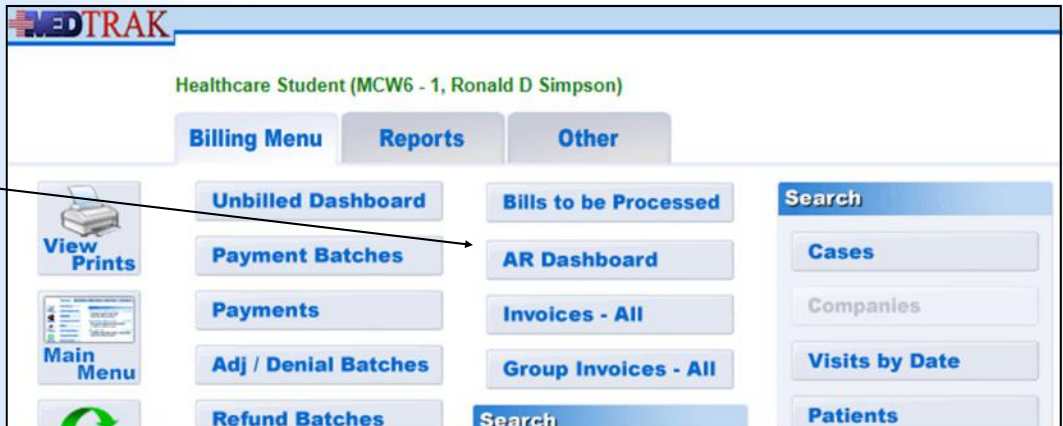 MEDTRAK
Healthcare Student (MCW6 - 1, Ronald D Simpson)
Billing Menu
Reports
Other
View
Prints
Main
Menu
Unbilled Dashboard
Payment Batches
Payments
Adj / Denial Batches
Refund Batches
Bills to be Processed
AR Dashboard
Invoices - All
Group Invoices - All
Search
Search
Cases
Companies
Visits by Date
Patients